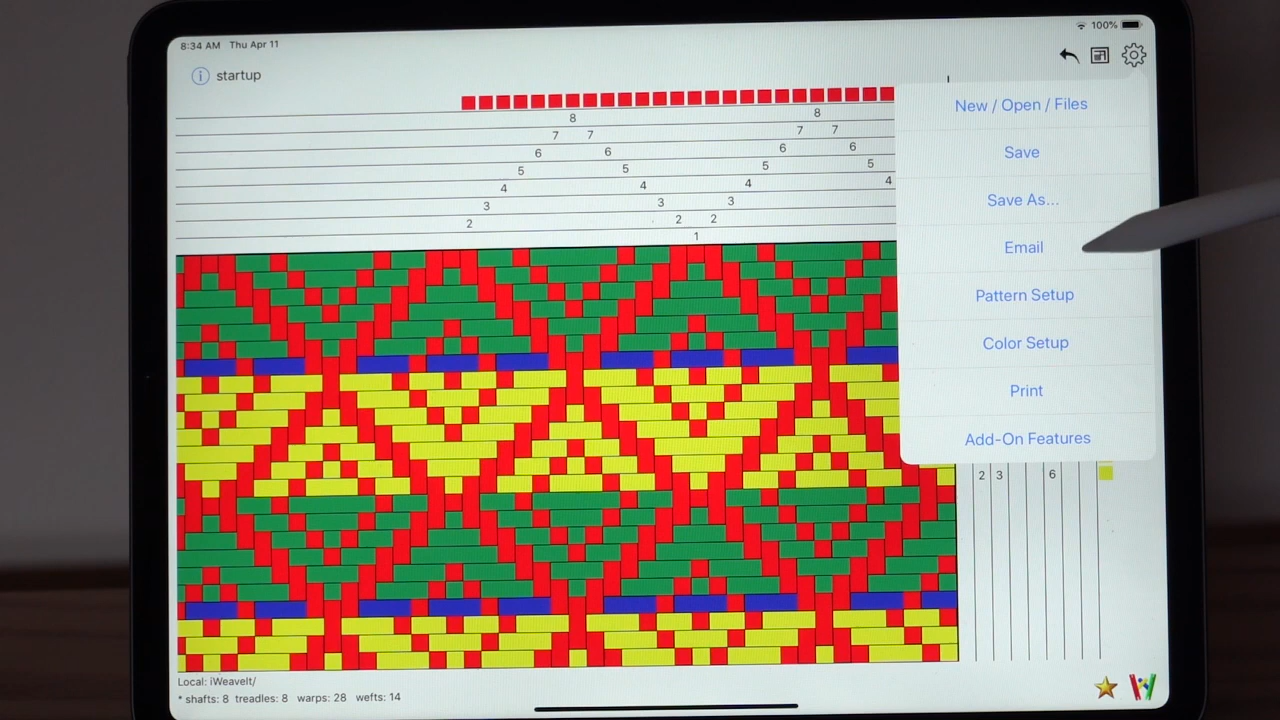 8:34 AM Thu Apr 11
100%
startup
New / Open / Files
Save
Save As...
Email
Pattern Setup
Color Setup
Print
Add-On Features
8 8
7 7 7 7
6 6 6 6
5 5 5 5
4 4 4 4
3 3 3
2 2 2
1
2 3 6
Local: iWeaveIt/
* shafts: 8 treadles: 8 warps: 28 wefts: 14